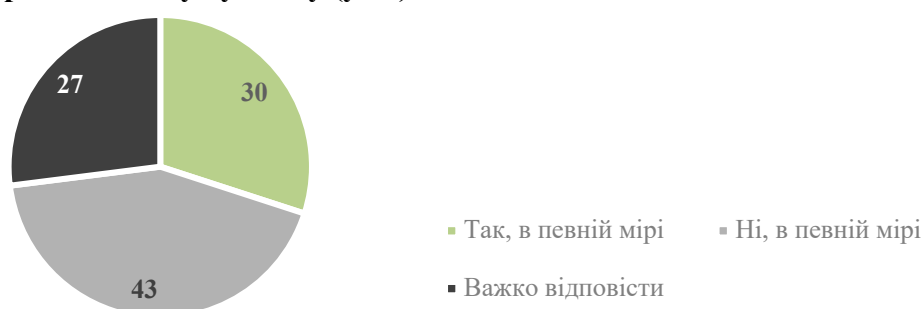 27
30
43
Так, в певній мірі
Ні, в певній мірі
Важко відповісти